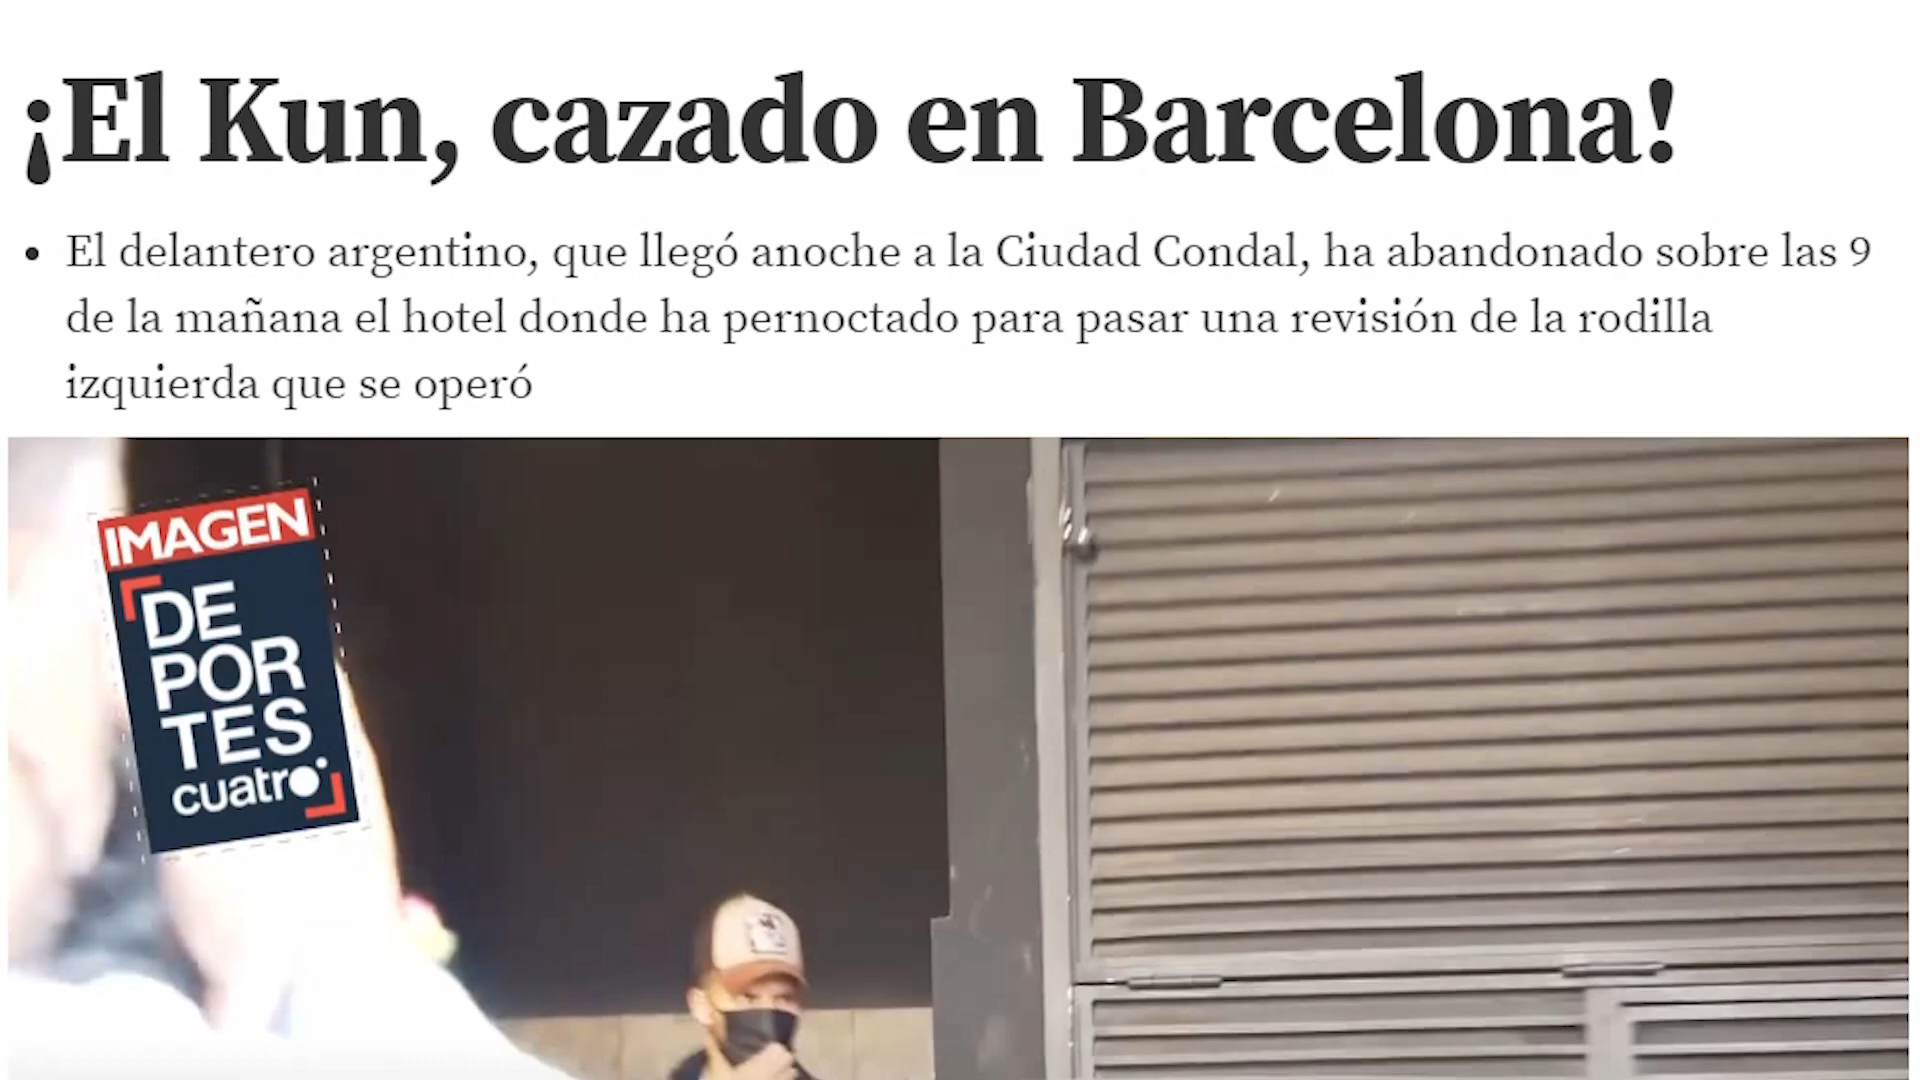 ¡El Kun, cazado en Barcelona!
• El delantero argentino, que llegó anoche a la Ciudad Condal, ha abandonado sobre las 9
de la mañana el hotel donde ha pernoctado para pasar una revisión de la rodilla
izquierda que se operó
IMAGEN
DE
POR
TES
cuatro